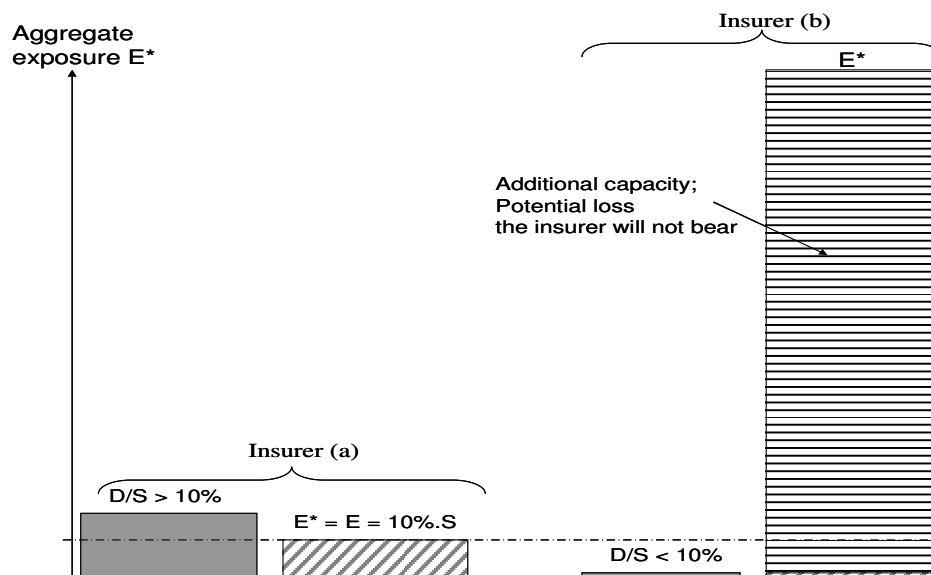 Insurer (b)
Aggregate
exposure E*
E*
Additional capacity;
Potential loss
the insurer will not bear
Insurer (a)
D/S > 10%
E* = E = 10%.S
D/S < 10%